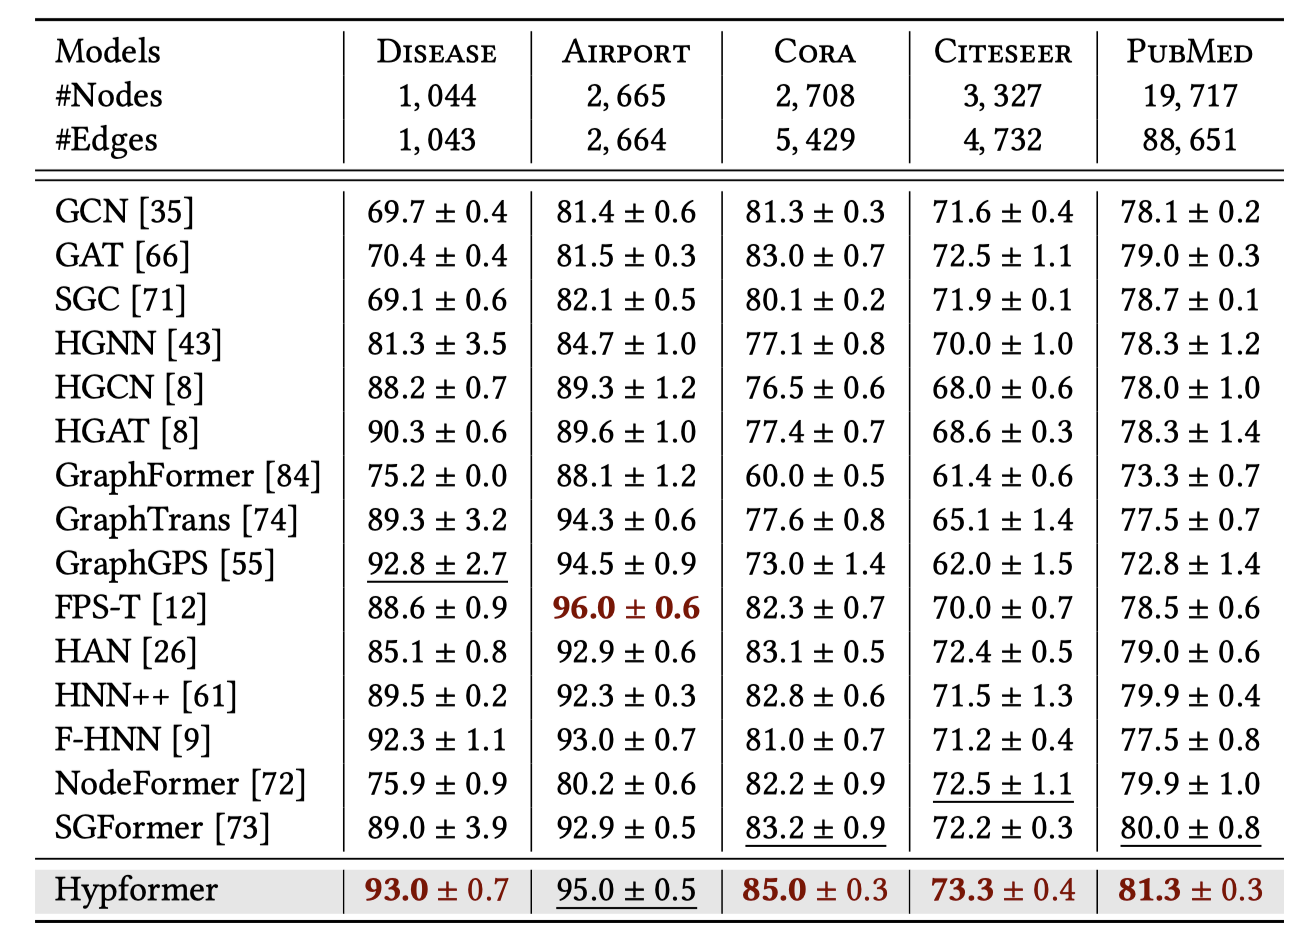 Models DISEASE AIRPORT CORA CITESEER PUBMED
#Nodes 1, 044 2, 665 2, 708 3, 327 19, 717
#Edges 1, 043 2, 664 5, 429 4, 732 88, 651
GCN [35] 69.7 ± 0.4 81.4 ± 0.6 81.3 ± 0.3 71.6 ± 0.4 78.1 ± 0.2
GAT [66] 70.4 ± 0.4 81.5 ± 0.3 83.0 ± 0.7 72.5 ± 1.1 79.0 ± 0.3
SGC [71] 69.1 ± 0.6 82.1 ± 0.5 80.1 ± 0.2 71.9 ± 0.1 78.7 ± 0.1
HGNN [43] 81.3 ± 3.5 84.7 ± 1.0 77.1 ± 0.8 70.0 ± 1.0 78.3 ± 1.2
HGCN [8] 88.2 ± 0.7 89.3 ± 1.2 76.5 ± 0.6 68.0 ± 0.6 78.0 ± 1.0
HGAT [8] 90.3 ± 0.6 89.6 ± 1.0 77.4 ± 0.7 68.6 ± 0.3 78.3 ± 1.4
GraphFormer [84] 75.2 ± 0.0 88.1 ± 1.2 60.0 ± 0.5 61.4 ± 0.6 73.3 ± 0.7
GraphTrans [74] 89.3 ± 3.2 94.3 ± 0.6 77.6 ± 0.8 65.1 ± 1.4 77.5 ± 0.7
GraphGPS [55] 92.8 ± 2.7 94.5 ± 0.9 73.0 ± 1.4 62.0 ± 1.5 72.8 ± 1.4
FPS-T [12] 88.6 ± 0.9 96.0 ± 0.6 82.3 ± 0.7 70.0 ± 0.7 78.5 ± 0.6
HAN [26] 85.1 ± 0.8 92.9 ± 0.6 83.1 ± 0.5 72.4 ± 0.5 79.0 ± 0.6
HNN++ [61] 89.5 ± 0.2 92.3 ± 0.3 82.8 ± 0.6 71.5 ± 1.3 79.9 ± 0.4
F-HNN [9] 92.3 ± 1.1 93.0 ± 0.7 81.0 ± 0.7 71.2 ± 0.4 77.5 ± 0.8
NodeFormer [72] 75.9 ± 0.9 80.2 ± 0.6 82.2 ± 0.9 72.5 ± 1.1 79.9 ± 1.0
SGFormer [73] 89.0 ± 3.9 92.9 ± 0.5 83.2 ± 0.9 72.2 ± 0.3 80.0 ± 0.8
Hypformer 93.0 ± 0.7 95.0 ± 0.5 85.0 ± 0.3 73.3 ± 0.4 81.3 ± 0.3